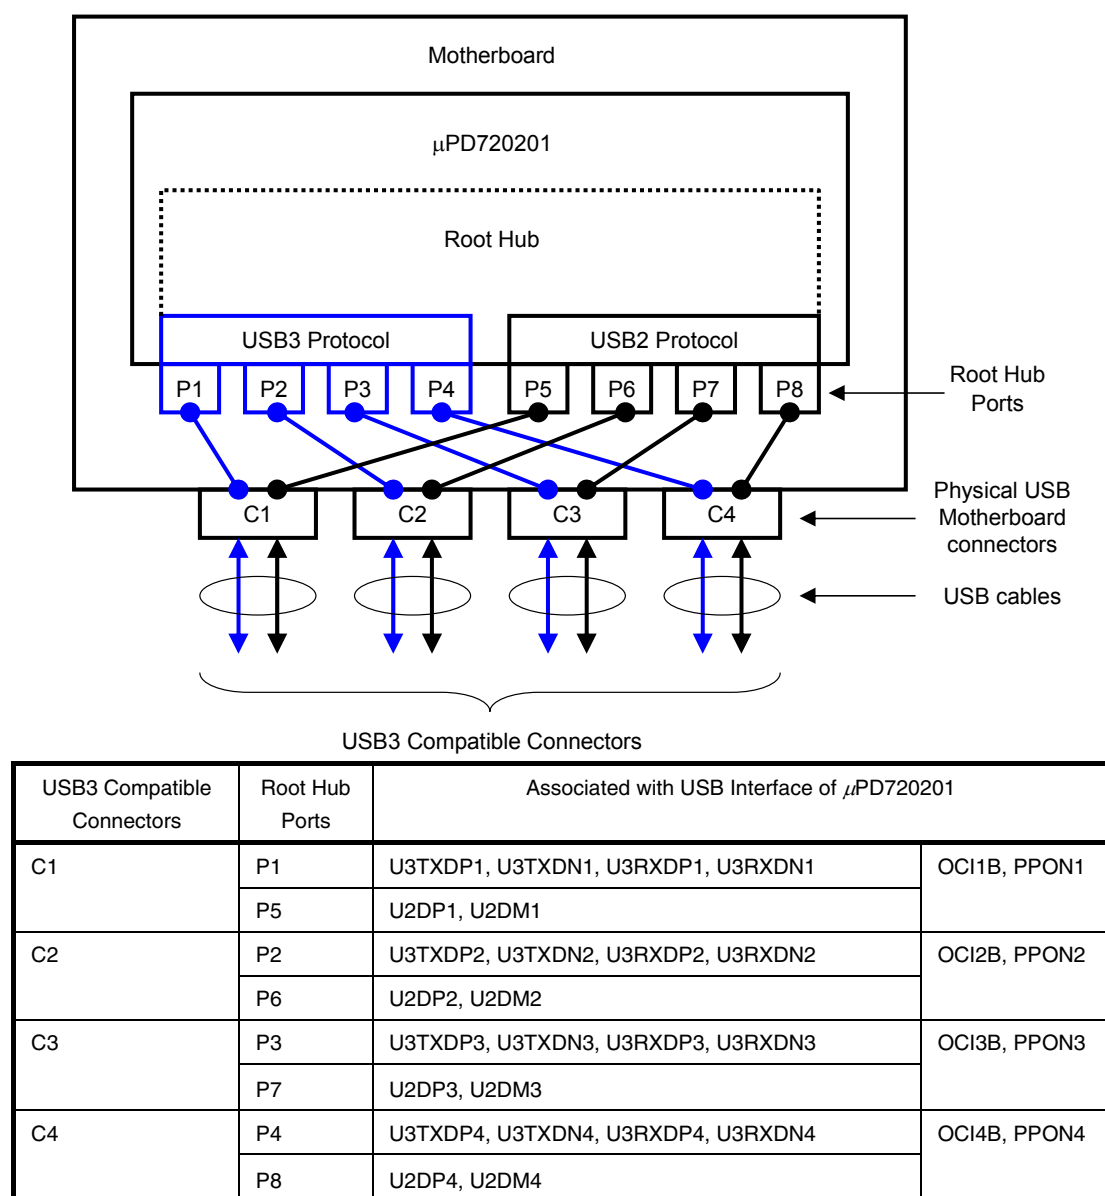 Motherboard
μPD720201
Root Hub
USB3 Protocol
USB2 Protocol
P1
P2
P3
P4
P5
P6
P7
P8
Root Hub
Ports
C1
C2
C3
C4
Physical USB
Motherboard
connectors
USB cables
USB3 Compatible Connectors
USB3 Compatible
Connectors
Root Hub
Ports
Associated with USB Interface of μPD720201
C1
P1
U3TXDP1, U3TXDN1, U3RXDP1, U3RXDN1
OCI1B, PPON1
P5
U2DP1, U2DM1
C2
P2
U3TXDP2, U3TXDN2, U3RXDP2, U3RXDN2
OCI2B, PPON2
P6
U2DP2, U2DM2
C3
P3
U3TXDP3, U3TXDN3, U3RXDP3, U3RXDN3
OCI3B, PPON3
P7
U2DP3, U2DM3
C4
P4
U3TXDP4, U3TXDN4, U3RXDP4, U3RXDN4
OCI4B, PPON4
P8
U2DP4, U2DM4